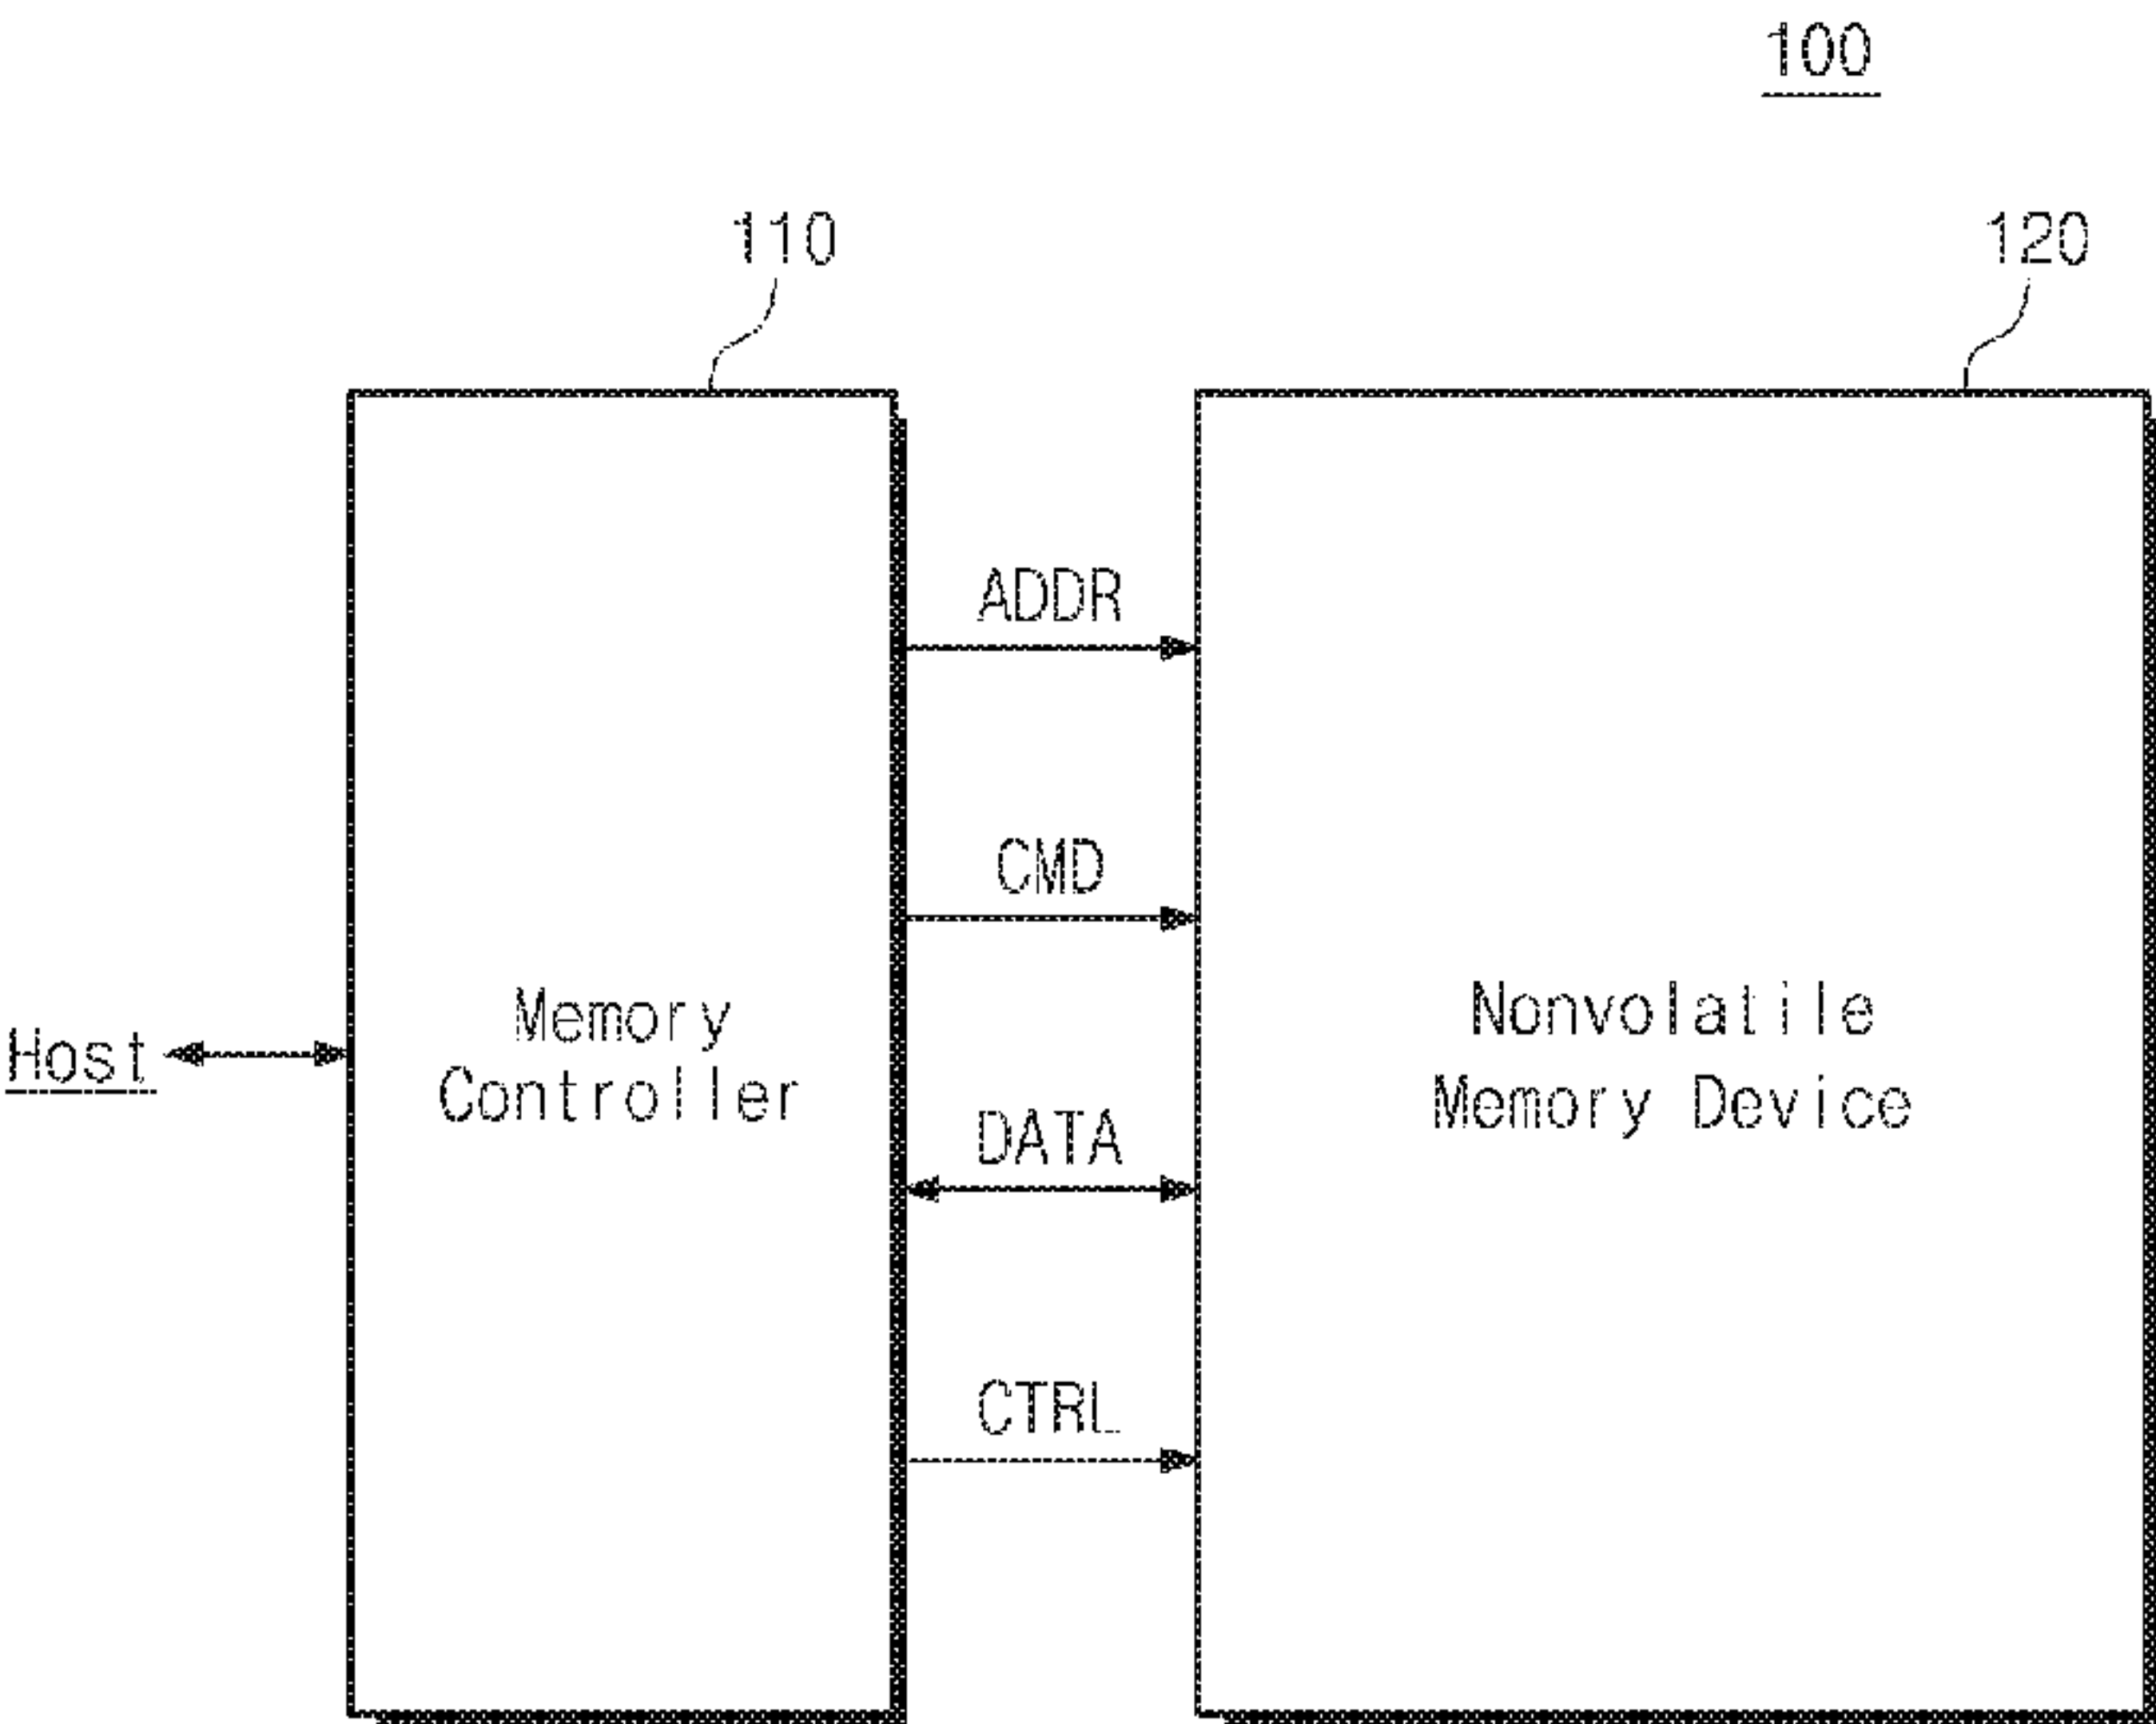 100
110
120
ADDR
CMD
Host
Memory
Controller
DATA
Nonvolatile
Memory Device
CTRL